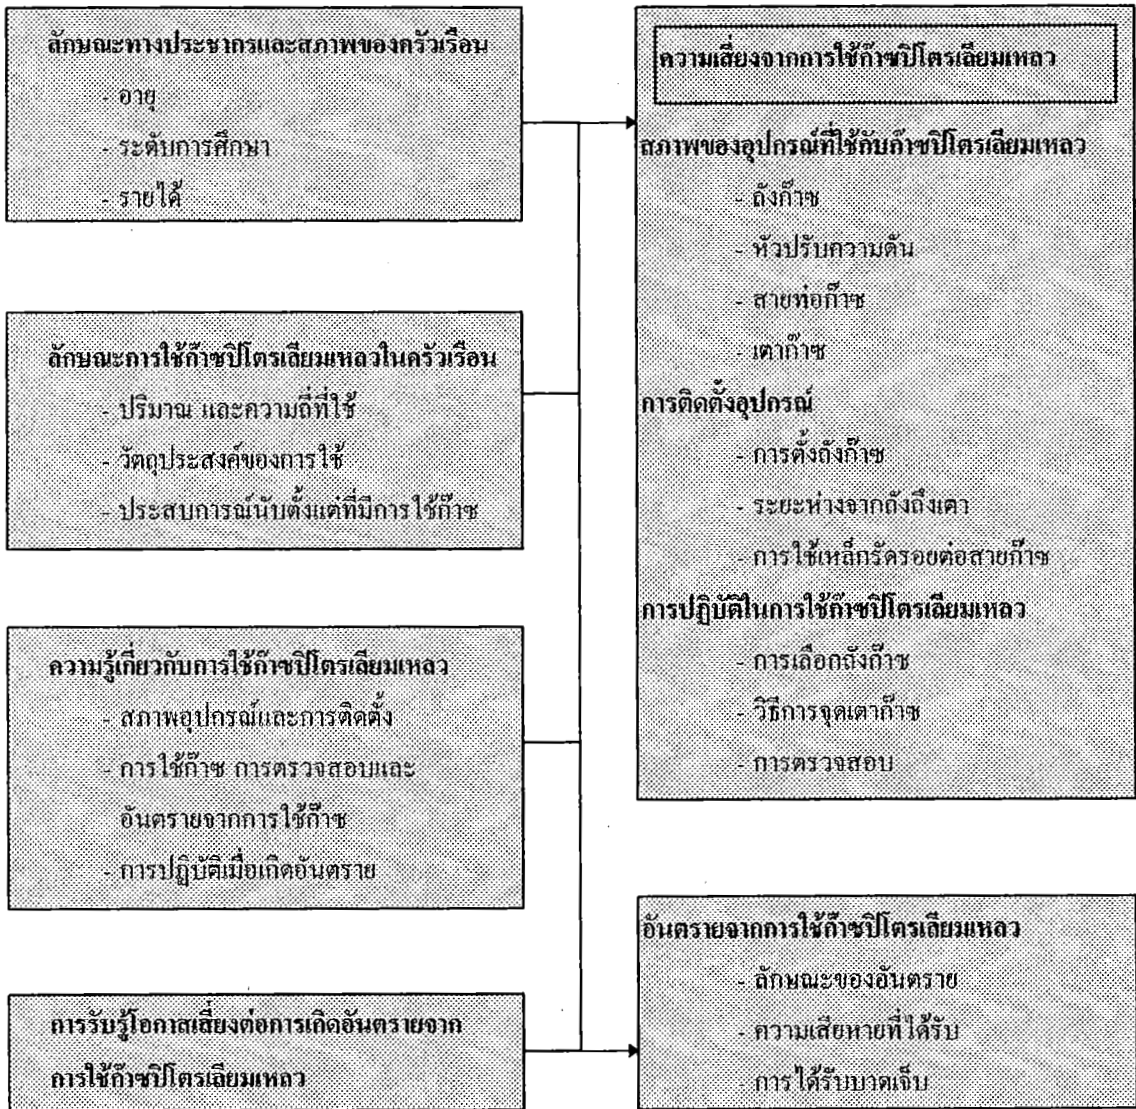 ลักษณะทางประชากรและสภาพของครัวเรือน
- อายุ
- ระดับการศึกษา
- รายได้
ลักษณะการใช้ก๊าซปิโตรเลียมเหลวในครัวเรือน
- ปริมาณ และความถี่ที่ใช้
- วัตถุประสงค์ของการใช้
- ประสบการณ์นับตั้งแต่ที่มีการใช้ก๊าซ
ความรู้เกี่ยวกับการใช้ก๊าซปิโตรเลียมเหลว
- สภาพอุปกรณ์และการติดตั้ง
- การใช้ก๊าซ การตรวจสอบและ
อันตรายจากการใช้ก๊าซ
- การปฏิบัติเมื่อเกิดอันตราย
การรับรู้โอกาสเสี่ยงต่อการเกิดอันตรายจาก
การใช้ก๊าซปิโตรเลียมเหลว
ความเสี่ยงจากการใช้ก๊าซปิโตรเลียมเหลว
สภาพของอุปกรณ์ที่ใช้กับก๊าซปิโตรเลียมเหลว
- ถังก๊าซ
- หัวปรับความดัน
- สายท่อก๊าซ
- เตาก๊าซ
การติดตั้งอุปกรณ์
- การตั้งถังก๊าซ
- ระยะห่างจากถังถึงเตา
- การใช้เหล็กรัดรอยต่อสายก๊าซ
การปฏิบัติในการใช้ก๊าซปิโตรเลียมเหลว
- การเลือกถังก๊าซ
- วิธีการจุดเตาก๊าซ
- การตรวจสอบ
อันตรายจากการใช้ก๊าซปิโตรเลียมเหลว
- ลักษณะของอันตราย
- ความเสียหายที่ได้รับ
- การได้รับบาดเจ็บ